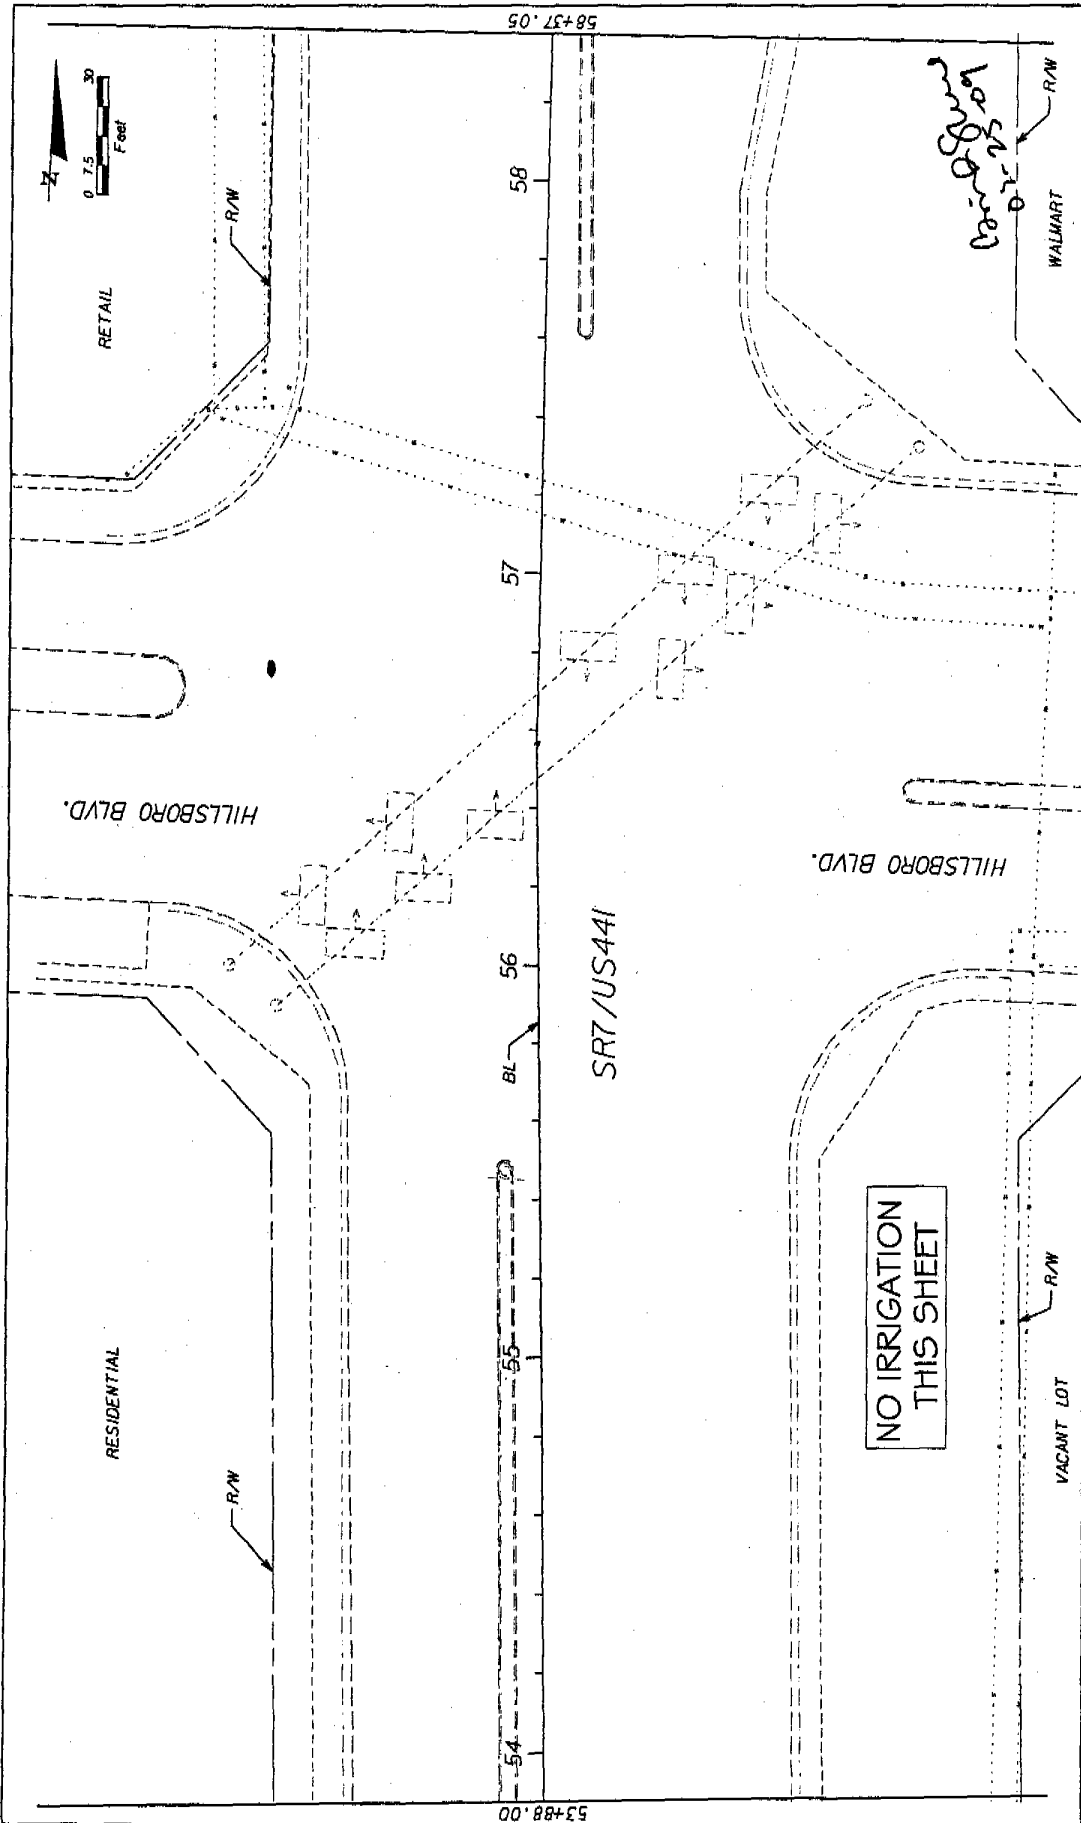 58+37.05
N
0 7.5 30
Feet
RETAIL
R/W
58
R/W
WALMART
57
HILLSBORO BLVD.
HILLSBORO BLVD.
56
BL
SR7/US441
55
54
RESIDENTIAL
R/W
NO IRRIGATION
THIS SHEET
R/W
VACANT LOT
53+88.00